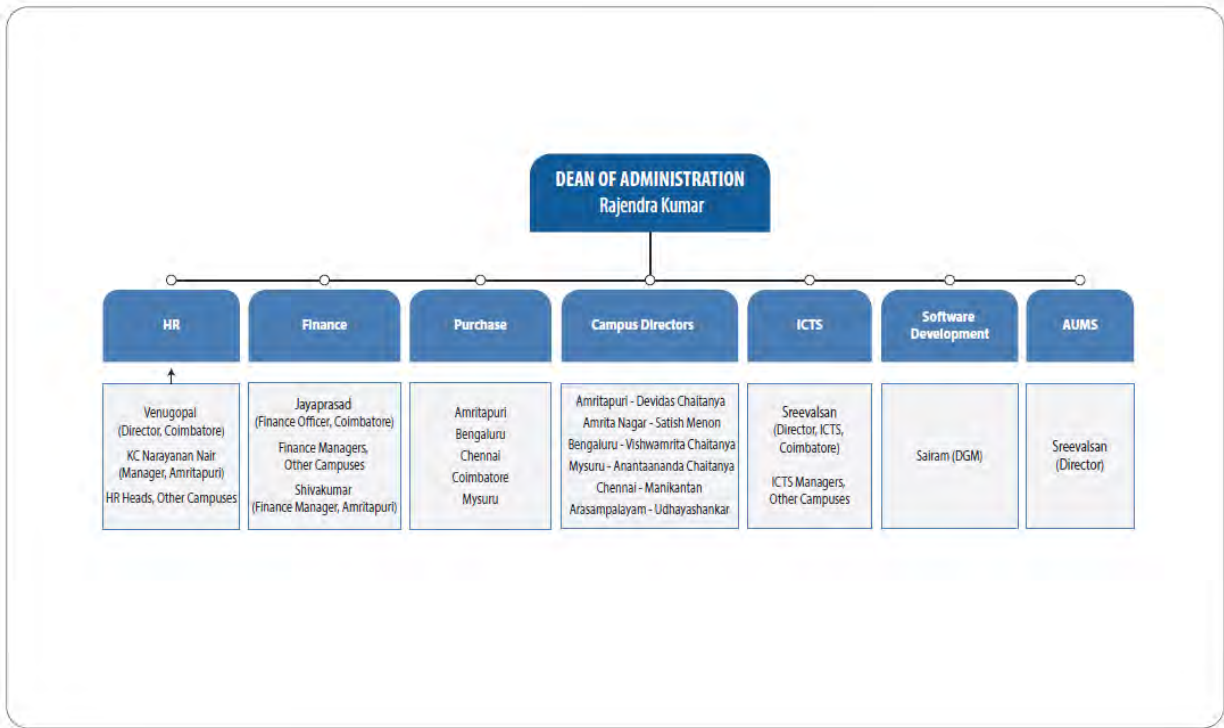 DEAN OF ADMINISTRATION
Rajendra Kumar
HR
Finance
Purchase
Campus Directors
ICTS
Software
Development
AUMS
Venugopal
(Director, Coimbatore)
KC Narayanan Nair
(Manager, Amritapuri)
HR Heads, Other Campuses
Jayaprasad
(Finance Officer, Coimbatore)
Finance Managers,
Other Campuses
Shivakumar
(Finance Manager, Amritapuri)
Amritapuri
Bengaluru
Chennai
Coimbatore
Mysuru
Amritapuri - Devidas Chaitanya
Amrita Nagar - Satish Menon
Bengaluru - Vishwamrita Chaitanya
Mysuru - Anantaananda Chaitanya
Chennai - Manikantan
Arasampalayam - Udhayashankar
Sreevalsan
(Director, ICTS,
Coimbatore)
ICTS Managers,
Other Campuses
Sairam (DGM)
Sreevalsan
(Director)